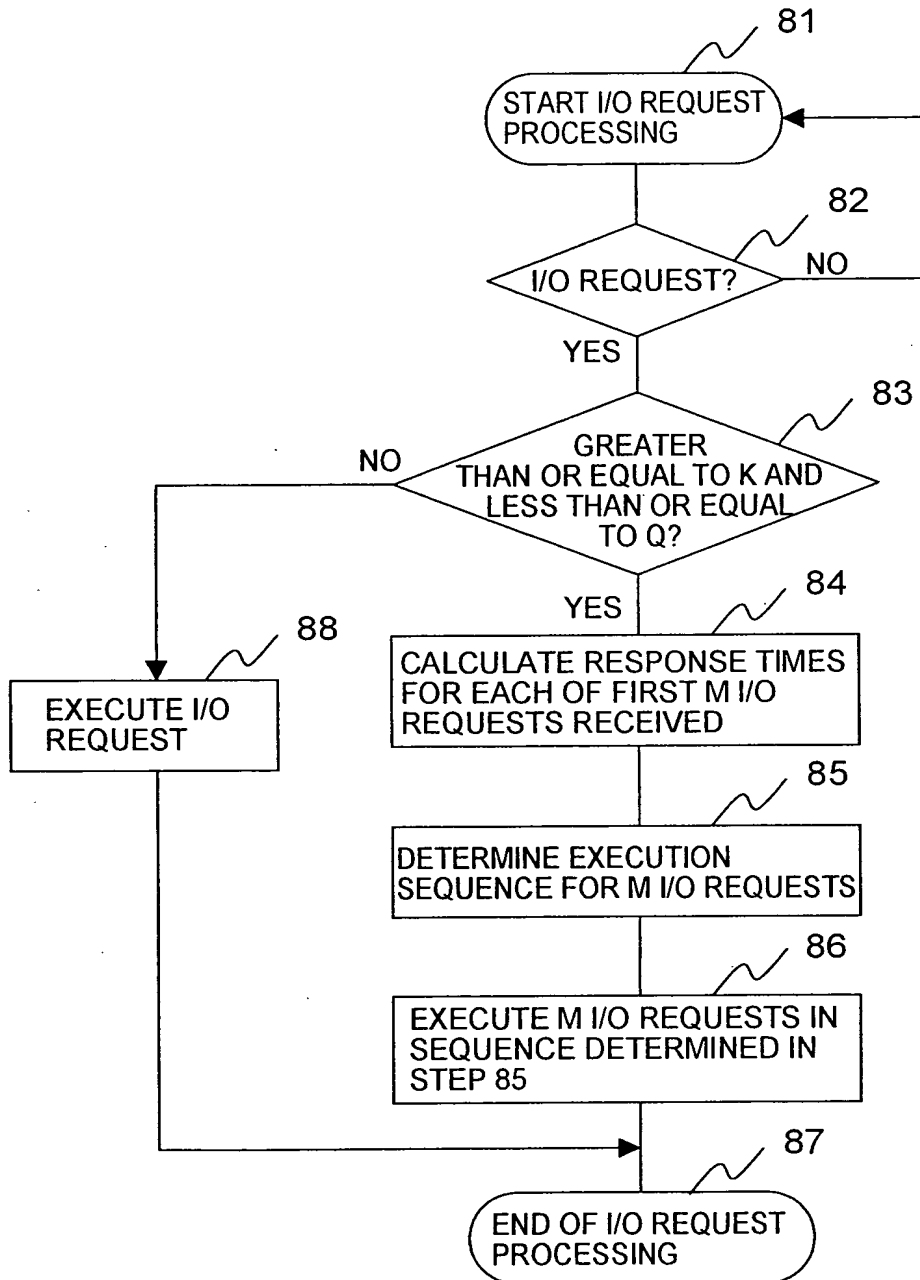 81
START I/O REQUEST
PROCESSING
82
I/O REQUEST?
NO
YES
83
GREATER
THAN OR EQUAL TO K AND
LESS THAN OR EQUAL
TO Q?
NO
YES
84
CALCULATE RESPONSE TIMES
FOR EACH OF FIRST M I/O
REQUESTS RECEIVED
88
EXECUTE I/O
REQUEST
85
DETERMINE EXECUTION
SEQUENCE FOR M I/O REQUESTS
86
EXECUTE M I/O REQUESTS IN
SEQUENCE DETERMINED IN
STEP 85
87
END OF I/O REQUEST
PROCESSING